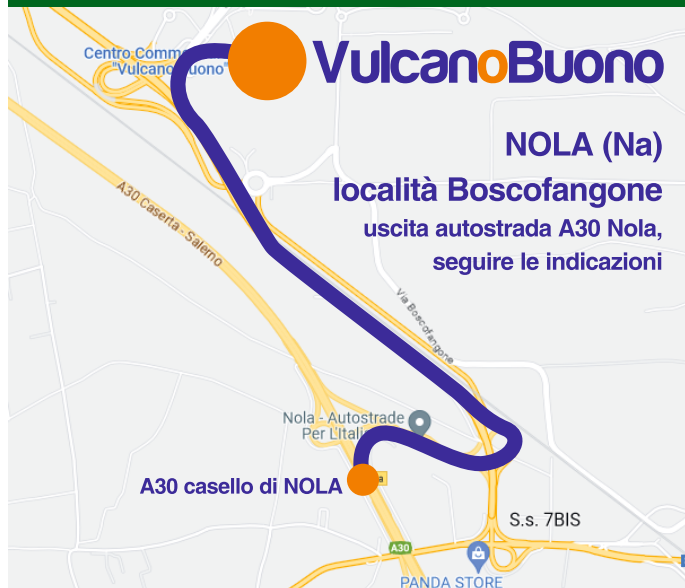 Centro Comm
"Vulcano Buono"
VulcanoBuono
NOLA (Na)
località Boscofangone
uscita autostrada A30 Nola,
seguire le indicazioni
A30 Caserta - Salerno
Via Boscofangone
Nola - Autostrade
Per L'Italia
A30 casello di NOLA
S.s. 7BIS
A30
PANDA STORE